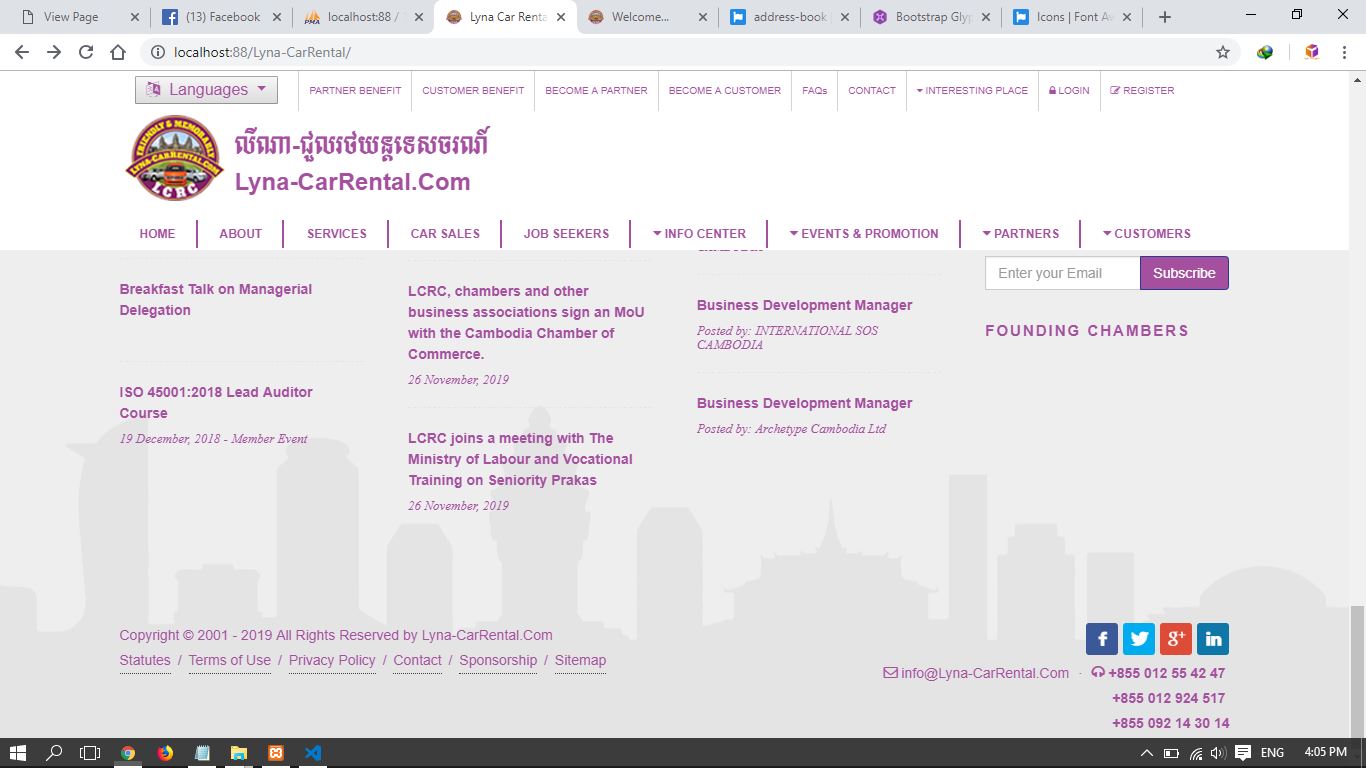 View Page
(13) Facebook
localhost:88 /
Lyna Car Renta
Welcome...
address-book
Bootstrap Glyp
Icons | Font Av
localhost:88/Lyna-CarRental/
Languages
PARTNER BENEFIT
CUSTOMER BENEFIT
BECOME A PARTNER
BECOME A CUSTOMER
FAQs
CONTACT
INTERESTING PLACE
LOGIN
REGISTER
FRIENDLY & MEMORABLY
LYNA-CARRENTAL.COM
LCRC
លីណា-ជួលរថយន្តទេសចរណ៍
Lyna-CarRental.Com
HOME
ABOUT
SERVICES
CAR SALES
JOB SEEKERS
INFO CENTER
EVENTS & PROMOTION
PARTNERS
CUSTOMERS
Breakfast Talk on Managerial
Delegation
ISO 45001:2018 Lead Auditor
Course
19 December, 2018 - Member Event
LCRC, chambers and other
business associations sign an MoU
with the Cambodia Chamber of
Commerce.
26 November, 2019
LCRC joins a meeting with The
Ministry of Labour and Vocational
Training on Seniority Prakas
26 November, 2019
Business Development Manager
Posted by: INTERNATIONAL SOS
CAMBODIA
Business Development Manager
Posted by: Archetype Cambodia Ltd
Enter your Email
Subscribe
FOUNDING CHAMBERS
Copyright © 2001 - 2019 All Rights Reserved by Lyna-CarRental.Com
Statutes / Terms of Use / Privacy Policy / Contact / Sponsorship / Sitemap
info@Lyna-CarRental.Com · +855 012 55 42 47
+855 012 924 517
+855 092 14 30 14
ENG
4:05 PM